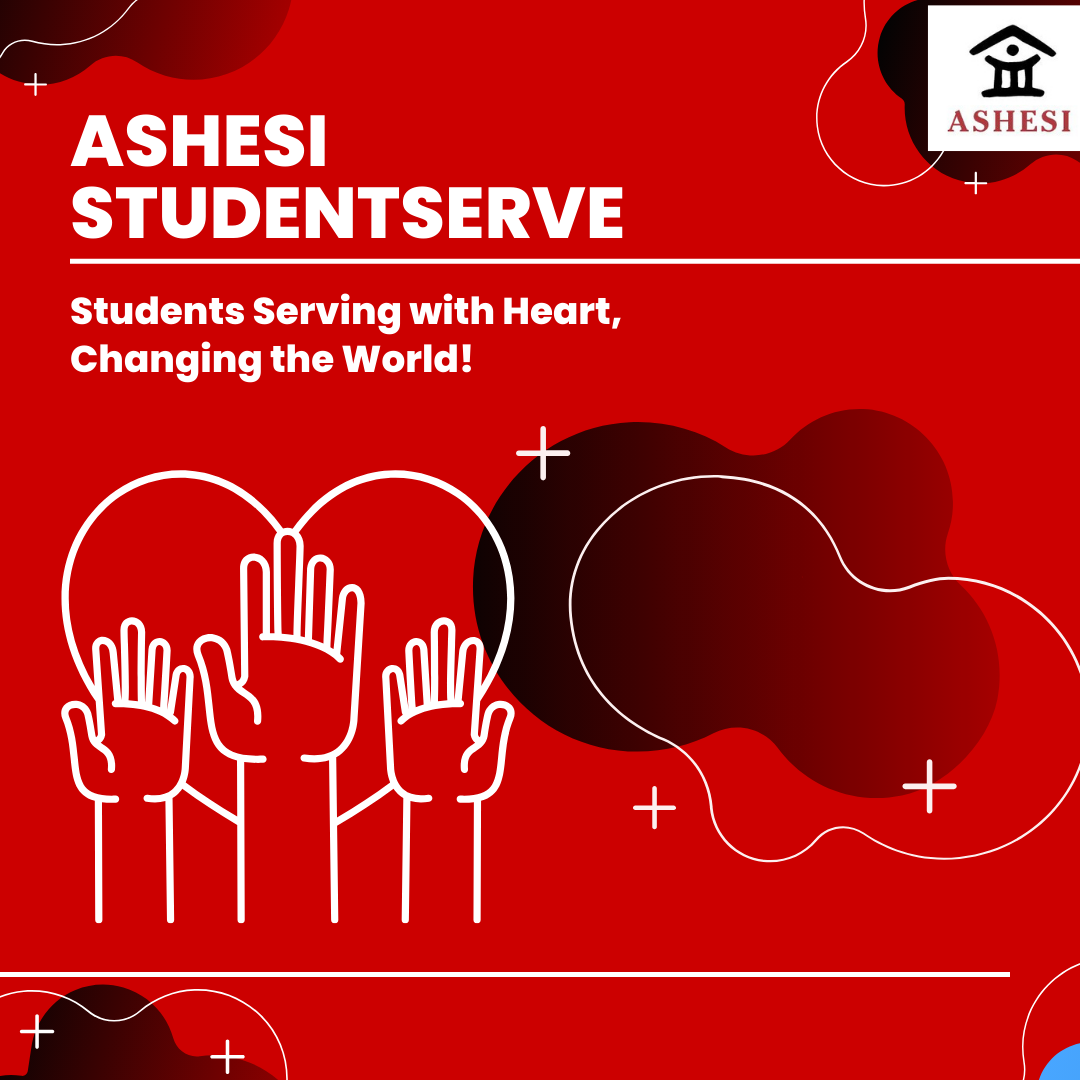 ASHESI
ASHESI
STUDENTSERVE
Students Serving with Heart,
Changing the World!